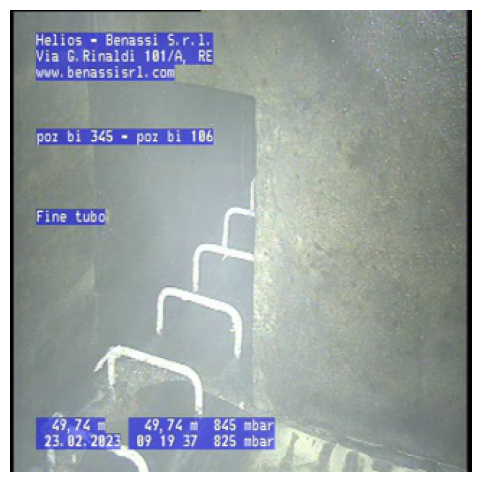 Helios - Benassi S.r.l.
Via G.Rinaldi 101/A, RE
www.benassisrl.com
poz bi 345 - poz bi 106
Fine tubo
49,74 m 49,74 m 845 mbar
23.02.2023 09 19 37 825 mbar